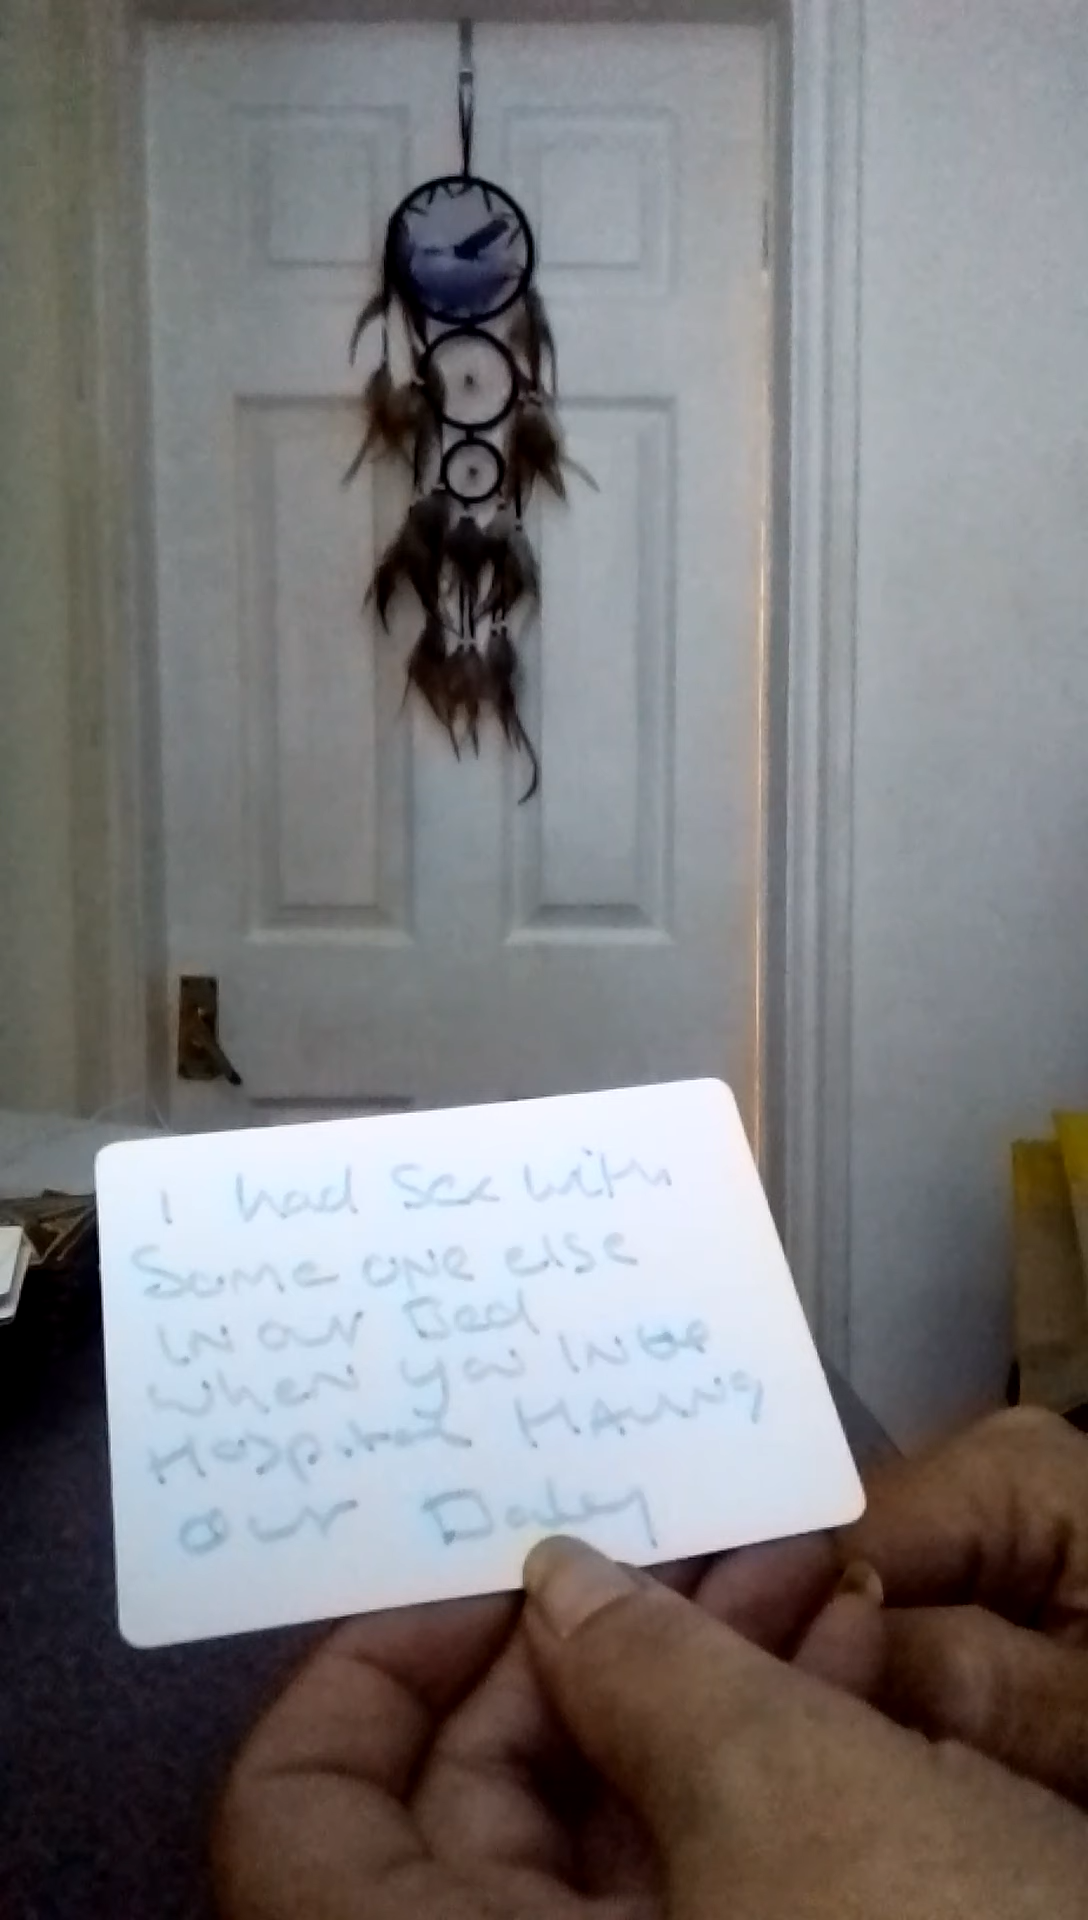 I had Sex with
Some one else
IN our Bed
when you IN the
Hospital HAving
our Baby